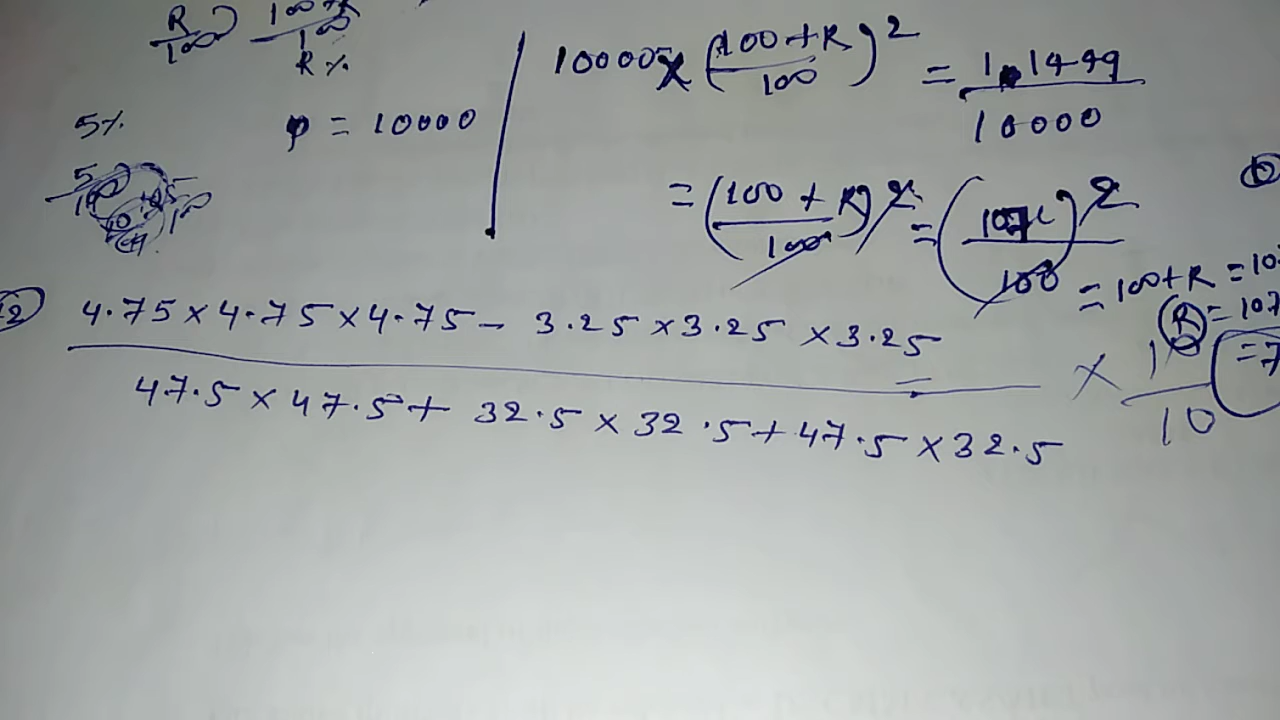 R/100 100+R/100
R%
5% p = 10000
10000 × (100+R/100)² = 11449/10000
= (100+R/100)² = (107/100)²
= 100+R = 10
R = 107
= 7
4.75×4.75×4.75 - 3.25×3.25×3.25
47.5×47.5+32.5×32.5+47.5×32.5 × 10/10